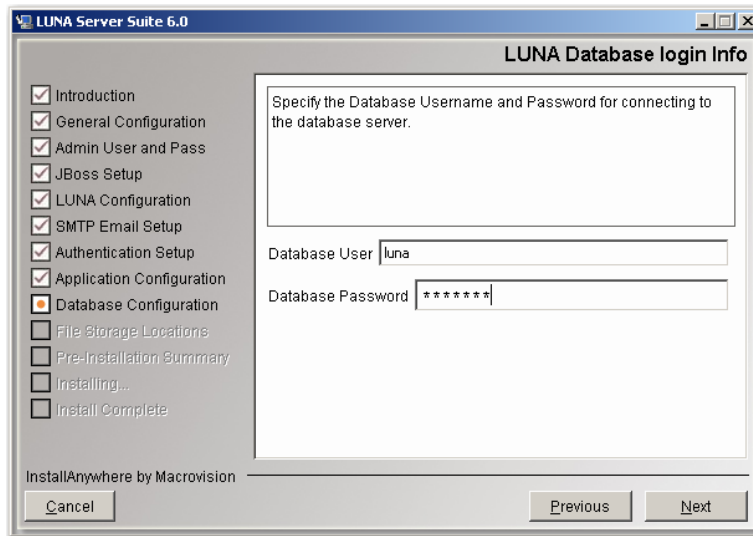 LUNA Server Suite 6.0
LUNA Database login Info
Introduction
General Configuration
Admin User and Pass
JBoss Setup
LUNA Configuration
SMTP Email Setup
Authentication Setup
Application Configuration
Database Configuration
File Storage Locations
Pre-Installation Summary
Installing...
Install Complete
Specify the Database Username and Password for connecting to
the database server.
Database User luna
Database Password *******
InstallAnywhere by Macrovision
Cancel
Previous
Next